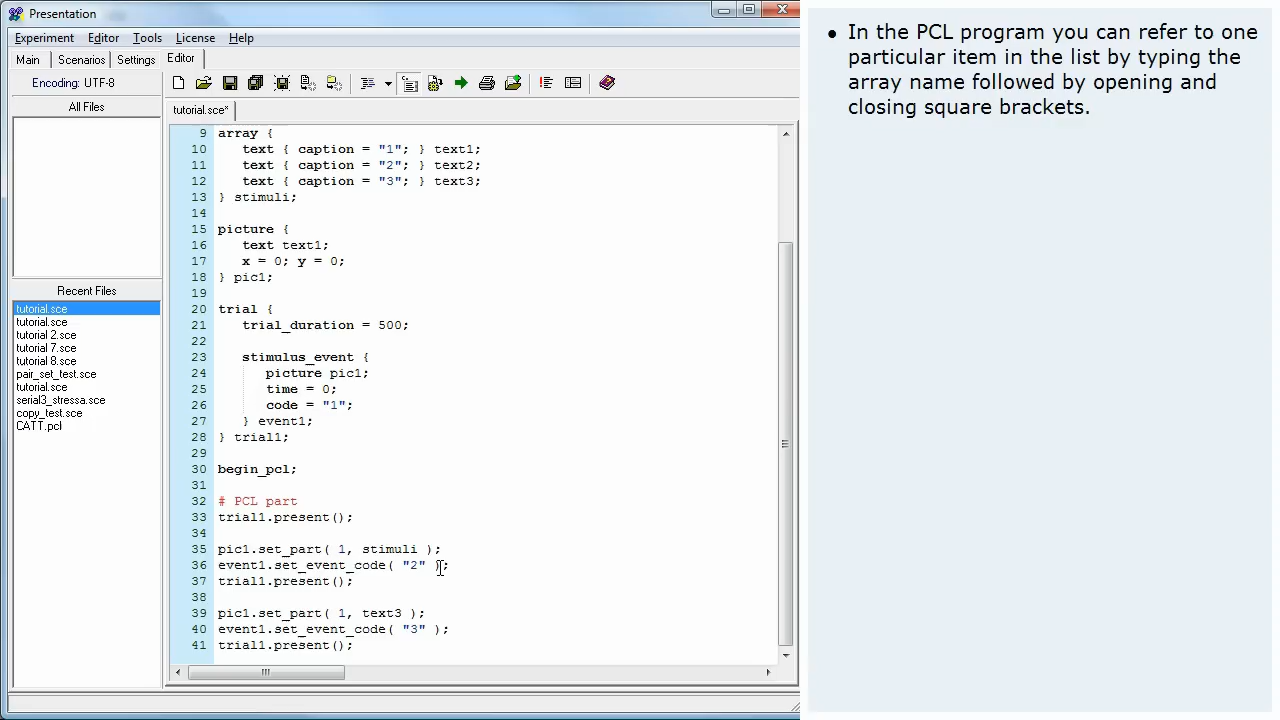 Presentation
Experiment Editor Tools License Help
Main Scenarios Settings Editor
Encoding: UTF-8
All Files
Recent Files
tutorial.sce
tutorial.sce
tutorial 2.sce
tutorial 7.sce
tutorial 8.sce
pair_set_test.sce
tutorial.sce
serial3_stressa.sce
copy_test.sce
CATT.pcl
tutorial.sce*
9 array {
10 text { caption = "1"; } text1;
11 text { caption = "2"; } text2;
12 text { caption = "3"; } text3;
13 } stimuli;
14
15 picture {
16 text text1;
17 x = 0; y = 0;
18 } pic1;
19
20 trial {
21 trial_duration = 500;
22
23 stimulus_event {
24 picture pic1;
25 time = 0;
26 code = "1";
27 } event1;
28 } trial1;
29
30 begin_pcl;
31
32 # PCL part
33 trial1.present();
34
35 pic1.set_part( 1, stimuli );
36 event1.set_event_code( "2" );
37 trial1.present();
38
39 pic1.set_part( 1, text3 );
40 event1.set_event_code( "3" );
41 trial1.present();
• In the PCL program you can refer to one
particular item in the list by typing the
array name followed by opening and
closing square brackets.